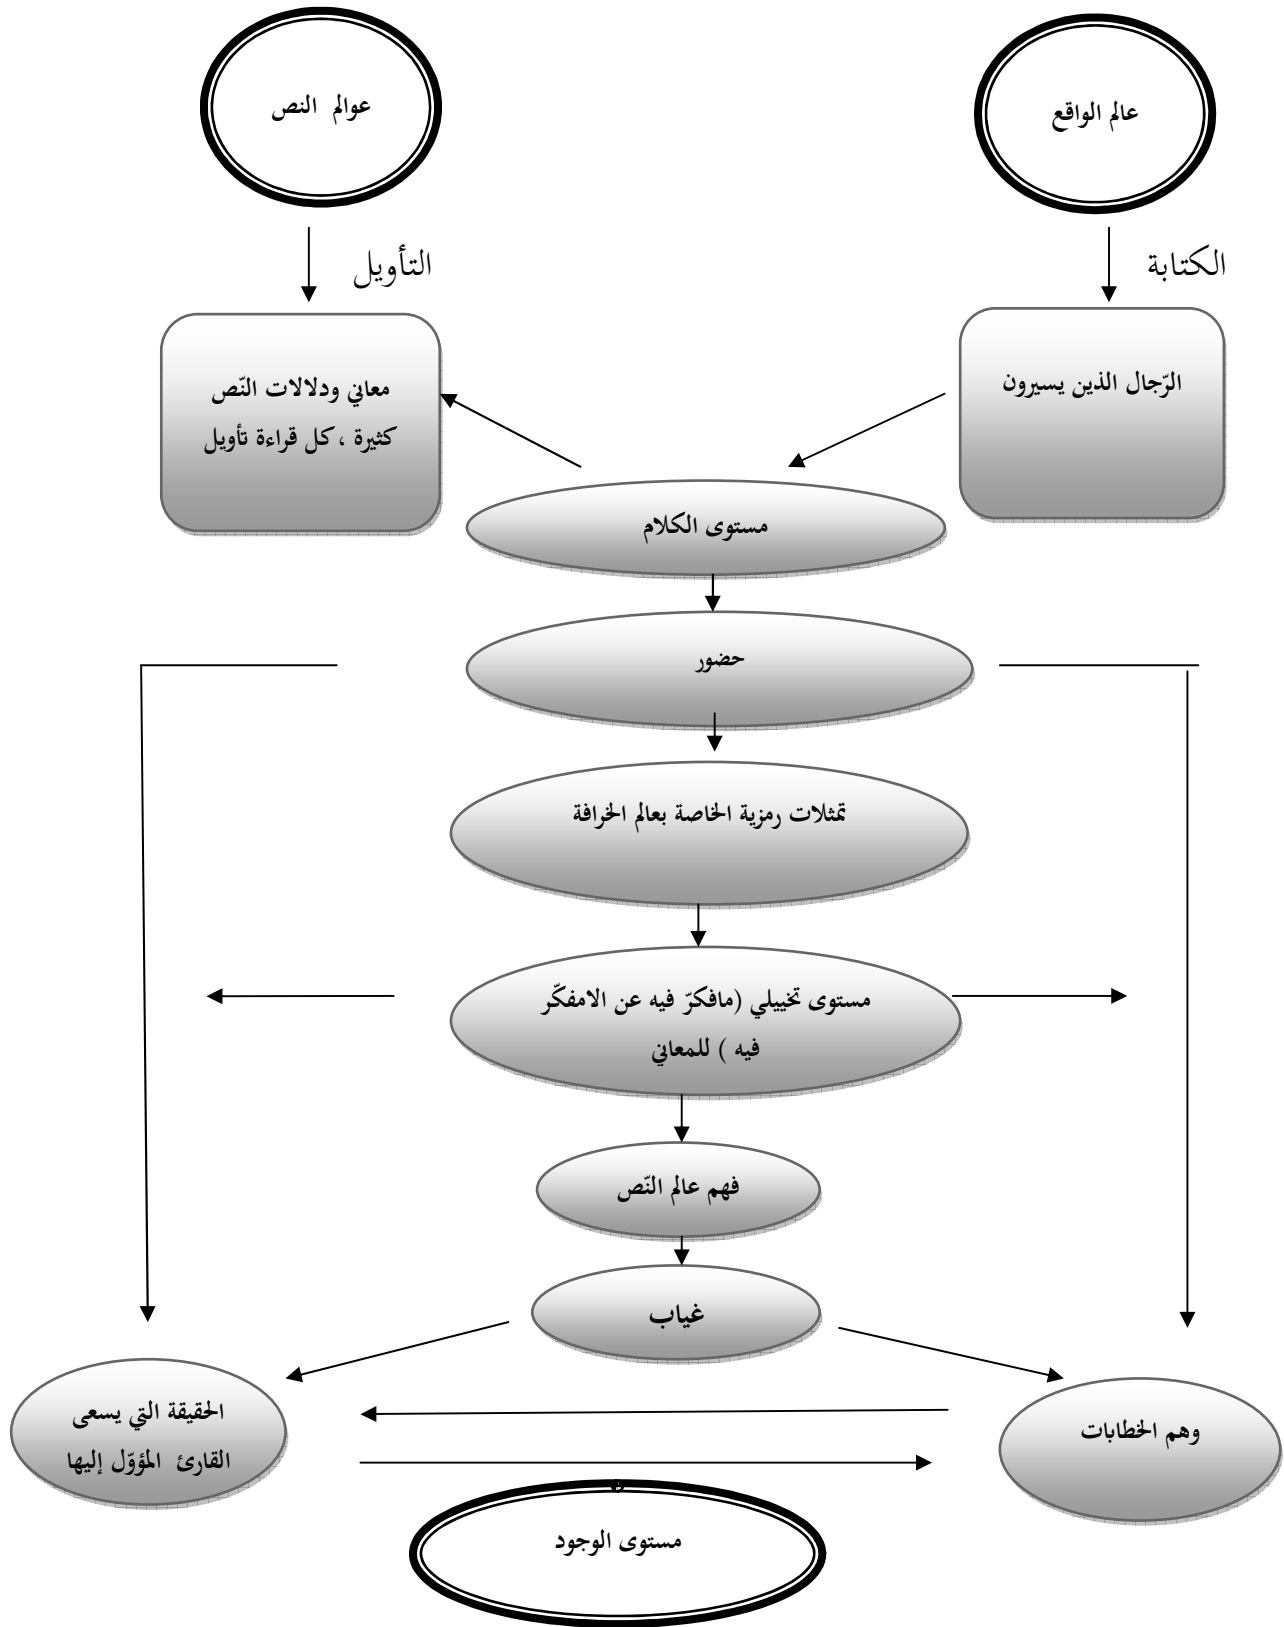 عالم الواقع
عوالم النص
الكتابة
التأويل
الرّجال الذين يسيرون
معاني ودلالات النّص
كثيرة ، كل قراءة تأويل
مستوى الكلام
حضور
تمثلات رمزية الخاصة بعالم الخرافة
مستوى تخييلي (مافكرّ فيه عن الامفكّر
فيه ) للمعاني
فهم عالم النّص
غياب
وهم الخطابات
الحقيقة التي يسعى
القارئ المؤوّل إليها
مستوى الوجود